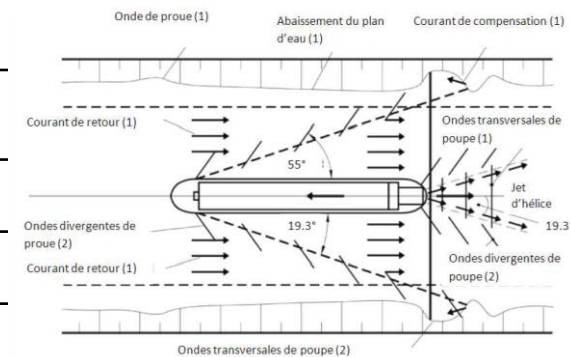 Onde de proue (1)
Abaissement du plan
d'eau (1)
Courant de compensation (1)
Courant de retour (1)
Ondes transversales de
poupe (1)
55°
Jet
d'hélice
19.3°
19.3
Ondes divergentes de
proue (2)
Courant de retour (1)
Ondes divergentes de
poupe (2)
Ondes transversales de poupe (2)